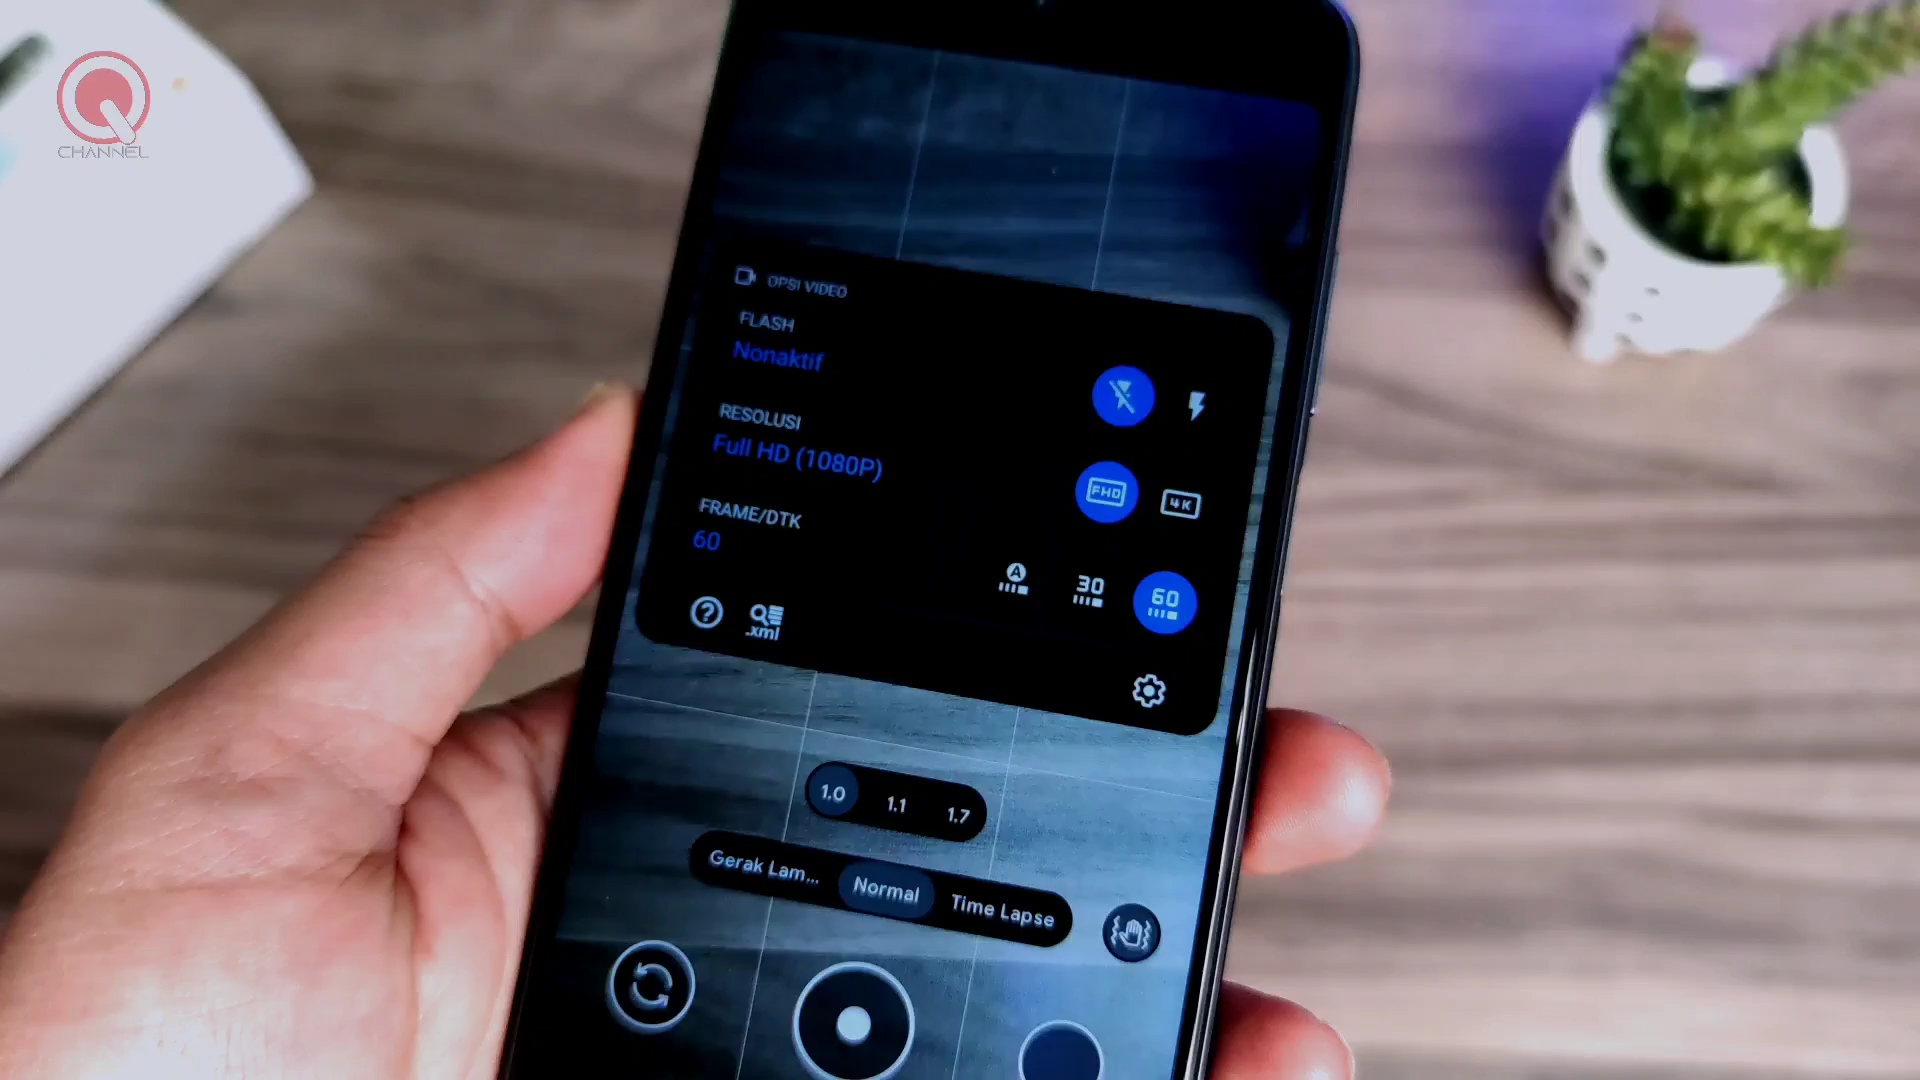 CHANNEL
OPSI VIDEO
FLASH
Nonaktif
RESOLUSI
Full HD (1080P)
FHD 4K
FRAME/DTK
60
A 30 60
? .xml
1.0 1.1 1.7
Gerak Lam... Normal Time Lapse